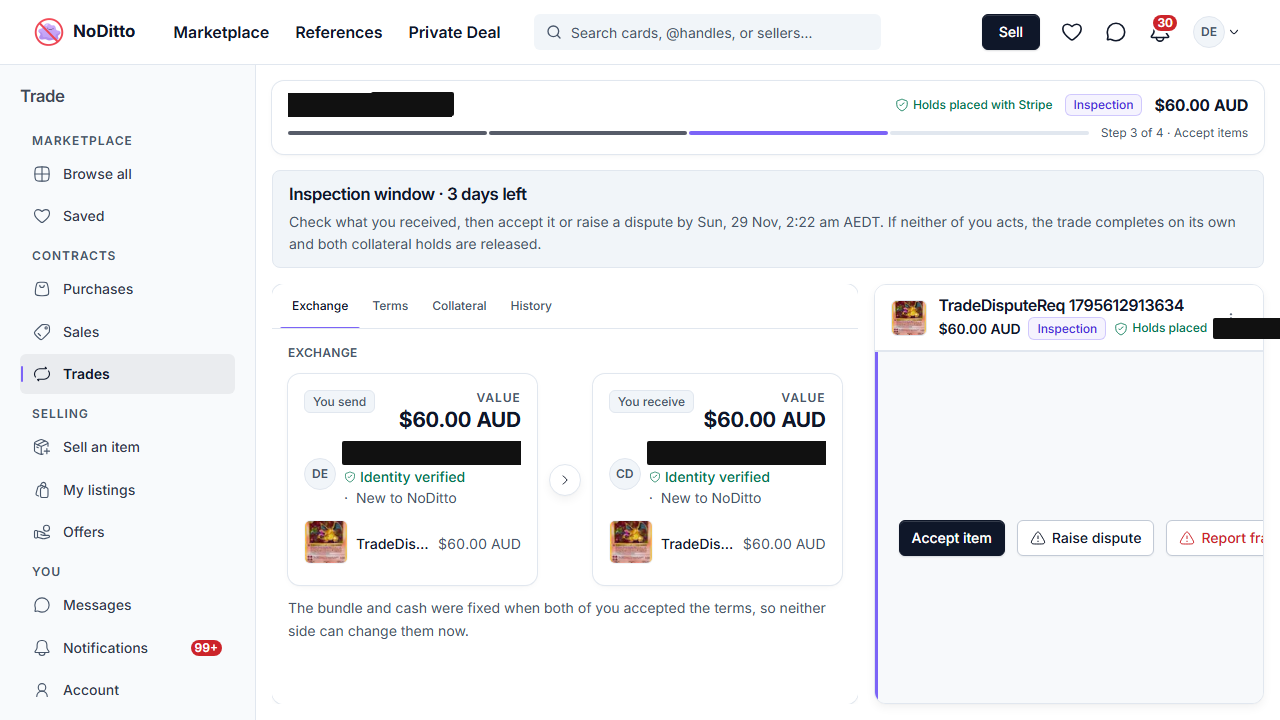 NoDitto
Marketplace
References
Private Deal
Search cards, @handles, or sellers...
Sell
30
DE
Trade
MARKETPLACE
Browse all
Saved
CONTRACTS
Purchases
Sales
Trades
SELLING
Sell an item
My listings
Offers
YOU
Messages
Notifications 99+
Account
Holds placed with Stripe
Inspection
$60.00 AUD
Step 3 of 4 · Accept items
Inspection window · 3 days left
Check what you received, then accept it or raise a dispute by Sun, 29 Nov, 2:22 am AEDT. If neither of you acts, the trade completes on its own
and both collateral holds are released.
Exchange Terms Collateral History
EXCHANGE
You send
VALUE
$60.00 AUD
DE
Identity verified
· New to NoDitto
TradeDis... $60.00 AUD
You receive
VALUE
$60.00 AUD
CD
Identity verified
· New to NoDitto
TradeDis... $60.00 AUD
The bundle and cash were fixed when both of you accepted the terms, so neither
side can change them now.
TradeDisputeReq 1795612913634
$60.00 AUD Inspection Holds placed
Accept item
Raise dispute
Report fra